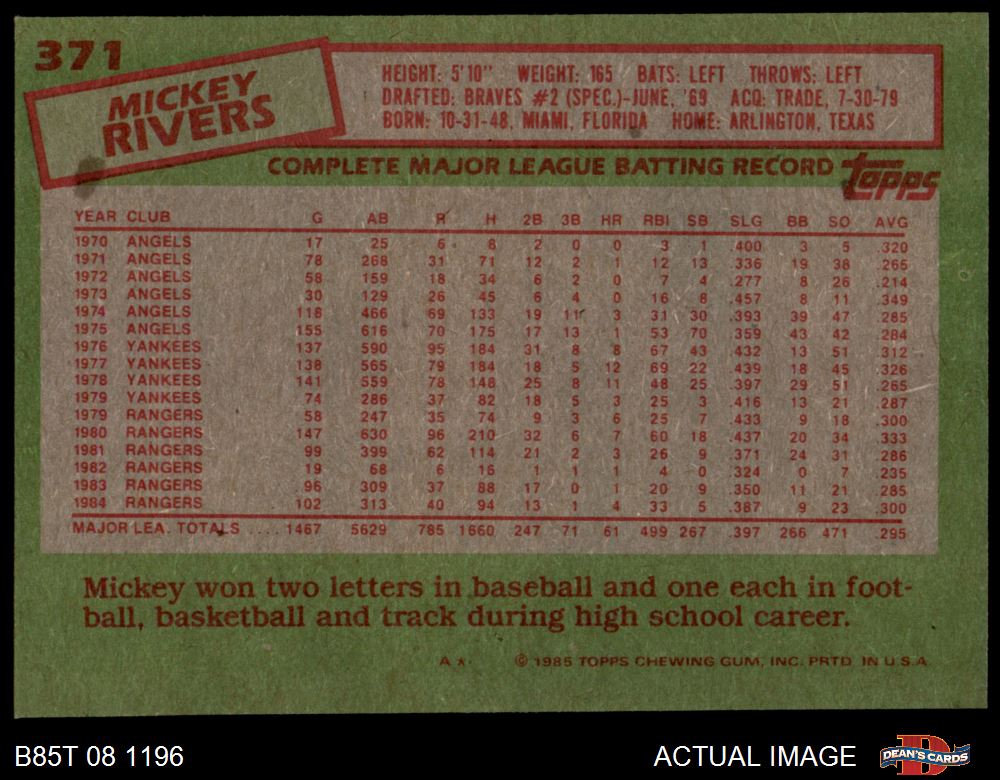 371
MICKEY
RIVERS
HEIGHT: 5'10" WEIGHT: 165 BATS: LEFT THROWS: LEFT
DRAFTED: BRAVES #2 (SPEC.)-JUNE, '69 ACQ: TRADE, 7-30-79
BORN: 10-31-48, MIAMI, FLORIDA HOME: ARLINGTON, TEXAS
COMPLETE MAJOR LEAGUE BATTING RECORD topps
YEAR CLUB G AB R H 2B 3B HR RBI SB SLG BB SO AVG
1970 ANGELS 17 25 6 8 2 0 0 3 1 .400 3 5 .320
1971 ANGELS 78 268 31 71 12 2 1 12 13 .336 19 38 .265
1972 ANGELS 58 159 18 34 6 2 0 7 4 .277 8 26 .214
1973 ANGELS 30 129 26 45 6 4 0 16 8 .457 8 11 .349
1974 ANGELS 118 466 69 133 19 11 3 31 30 .393 39 47 .285
1975 ANGELS 155 616 70 175 17 13 1 53 70 .359 43 42 .284
1976 YANKEES 137 590 95 184 31 8 8 67 43 .432 13 51 .312
1977 YANKEES 138 565 79 184 18 5 12 69 22 .439 18 45 .326
1978 YANKEES 141 559 78 148 25 8 11 48 25 .397 29 51 .265
1979 YANKEES 74 286 37 82 18 5 3 25 3 .416 13 21 .287
1979 RANGERS 58 247 35 74 9 3 6 25 7 .433 9 18 .300
1980 RANGERS 147 630 96 210 32 6 7 60 18 .437 20 34 .333
1981 RANGERS 99 399 62 114 21 2 3 26 9 .371 24 31 .286
1982 RANGERS 19 68 6 16 1 1 1 4 0 .324 0 7 .235
1983 RANGERS 96 309 37 88 17 0 1 20 9 .350 11 21 .285
1984 RANGERS 102 313 40 94 13 1 4 33 5 .387 9 23 .300
MAJOR LEA. TOTALS .... 1467 5629 785 1660 247 71 61 499 267 .397 266 471 .295
Mickey won two letters in baseball and one each in foot-
ball, basketball and track during high school career.
A* © 1985 TOPPS CHEWING GUM, INC. PRTD. IN U.S.A.
B85T 08 1196 ACTUAL IMAGE DEAN'S CARDS